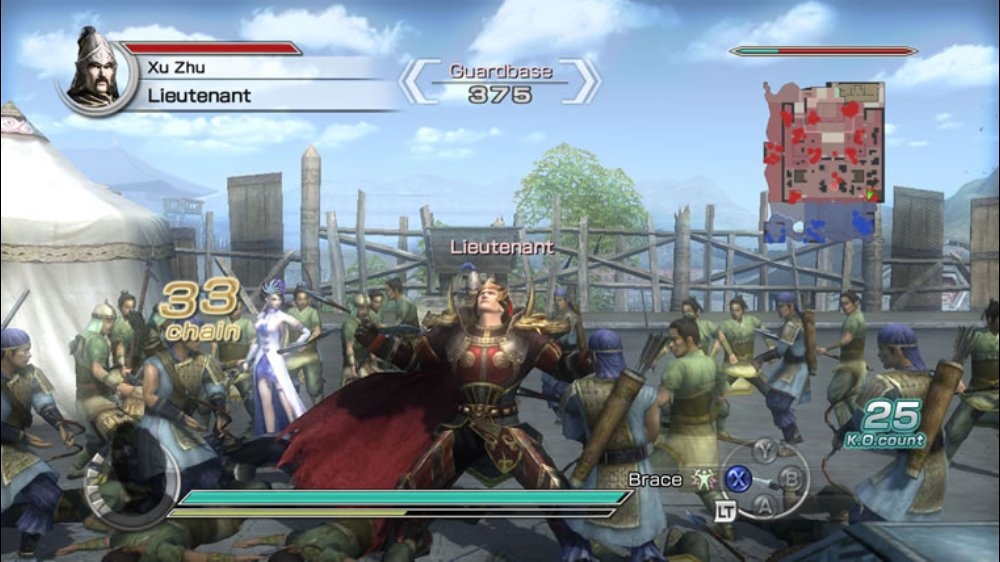 Xu Zhu
Lieutenant
Guardbase
375
Lieutenant
33
chain
25
K.O.count
Brace
X
Y
B
A
LT